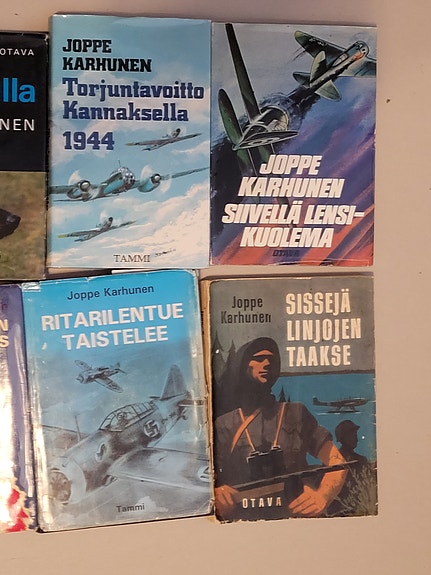 OTAVA
lla
NEN
JOPPE
KARHUNEN
Torjuntavoitto
Kannaksella
1944
TAMMI
JOPPE
KARHUNEN
SIIVELLÄ LENSI-
KUOLEMA
OTAVA
N
S
Joppe Karhunen
RITARILENTUE
TAISTELEE
Tammi
Joppe
Karhunen
SISSEJÄ
LINJOJEN
TAAKSE
OTAVA